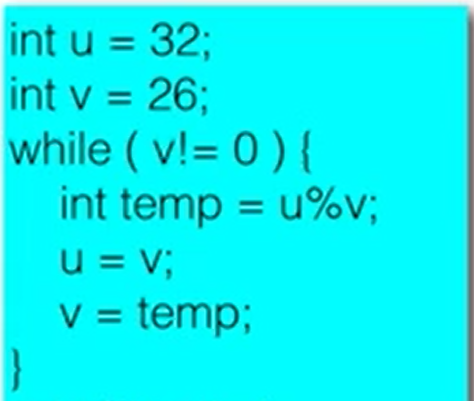 int u = 32;
int v = 26;
while ( v!= 0 ) {
int temp = u%v;
u = v;
v = temp;
}